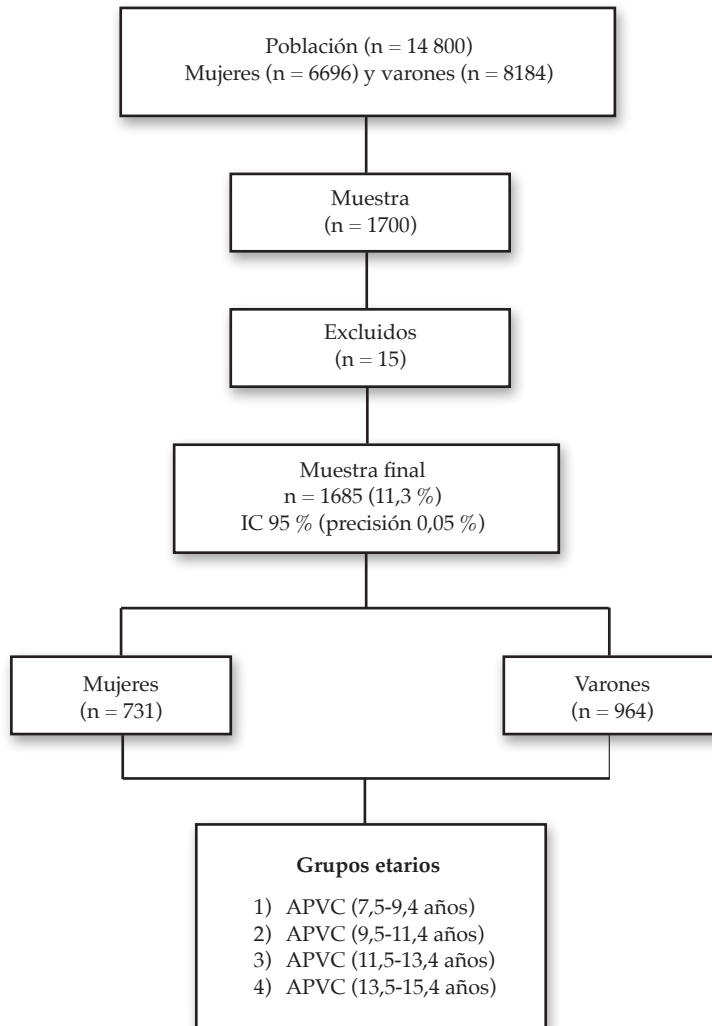 Población (n = 14 800)
Mujeres (n = 6696) y varones (n = 8184)
Muestra
(n = 1700)
Excluidos
(n = 15)
Muestra final
n = 1685 (11,3 %)
IC 95 % (precisión 0,05 %)
Mujeres
(n = 731)
Varones
(n = 964)
Grupos etarios
1) APVC (7,5-9,4 años)
2) APVC (9,5-11,4 años)
3) APVC (11,5-13,4 años)
4) APVC (13,5-15,4 años)